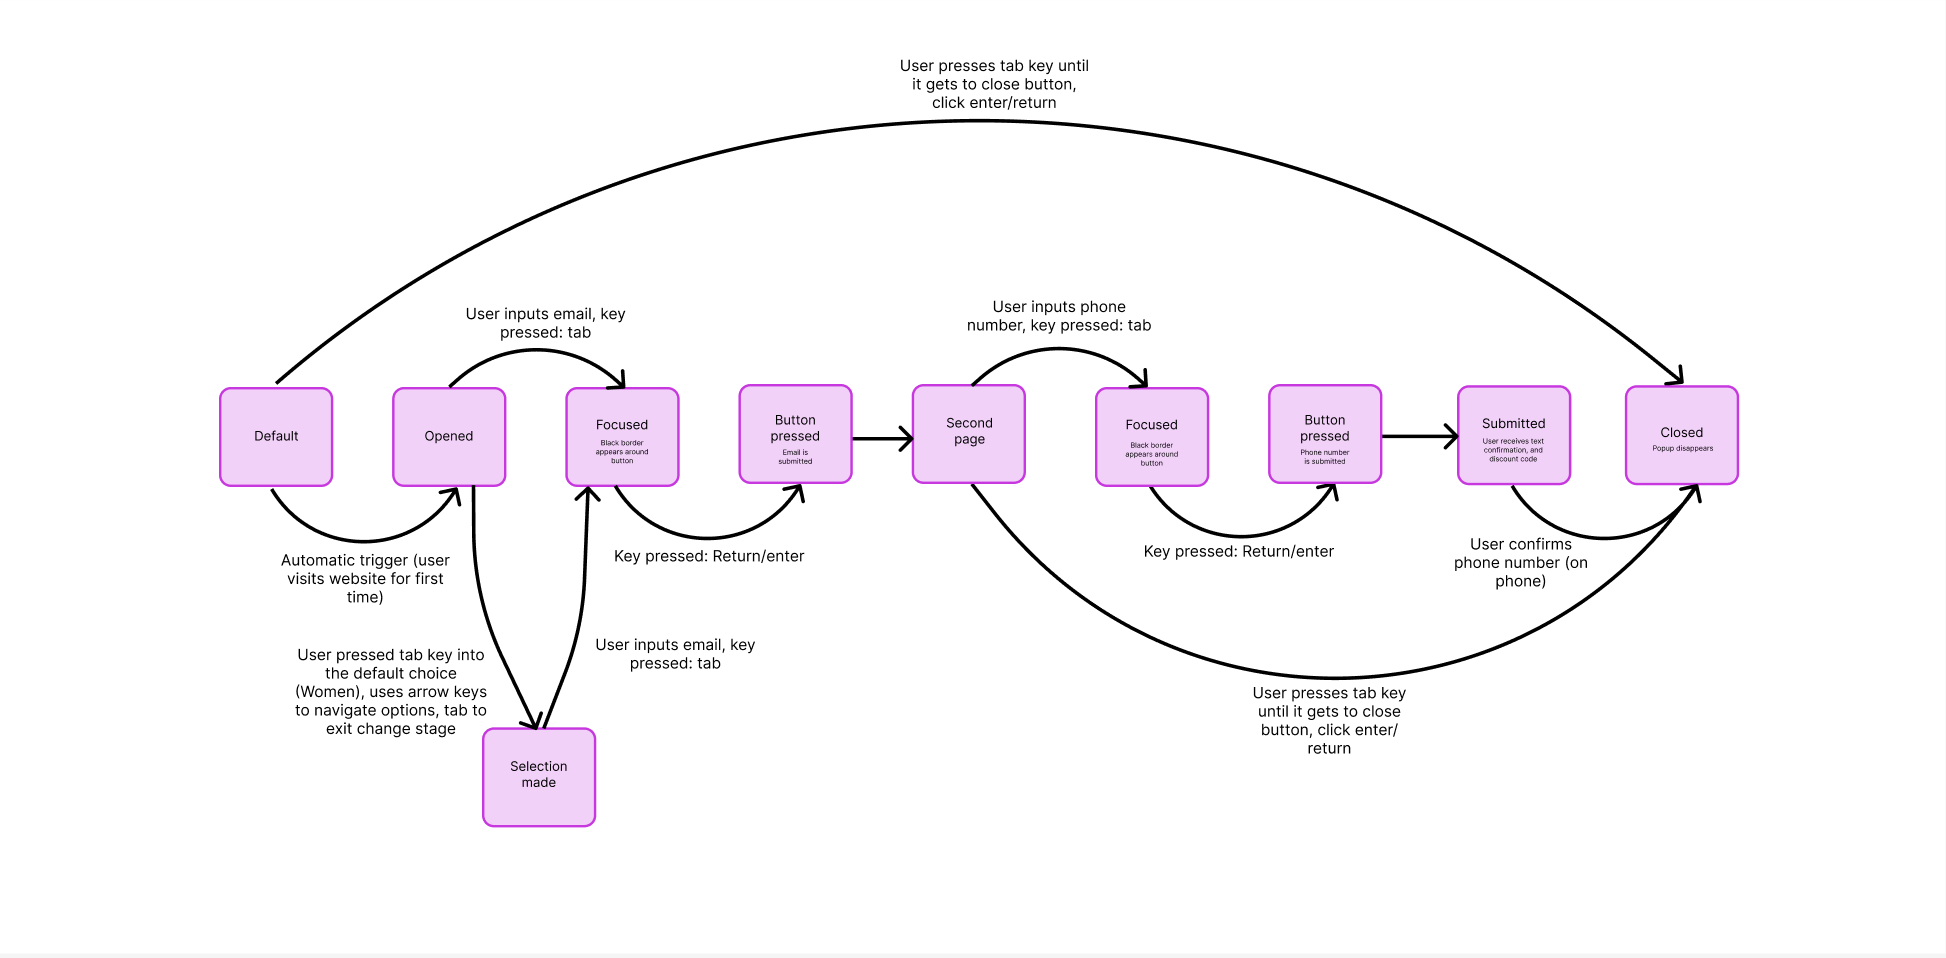 User presses tab key until
it gets to close button,
click enter/return
User inputs email, key
pressed: tab
User inputs phone
number, key pressed: tab
Default
Opened
Focused
Black border
appears around
button
Button
pressed
Email is
submitted
Second
page
Focused
Black border
appears around
button
Button
pressed
Phone number
is submitted
Submitted
User receives text
confirmation, and
discount code
Closed
Popup disappears
Automatic trigger (user
visits website for first
time)
Key pressed: Return/enter
Key pressed: Return/enter
User confirms
phone number (on
phone)
User pressed tab key into
the default choice
(Women), uses arrow keys
to navigate options, tab to
exit change stage
User inputs email, key
pressed: tab
User presses tab key
until it gets to close
button, click enter/
return
Selection
made